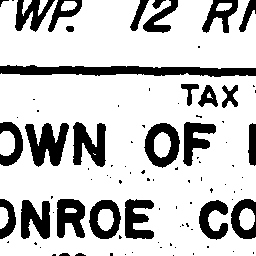 TWP. 12 R
TAX
OWN OF
ONROE CO